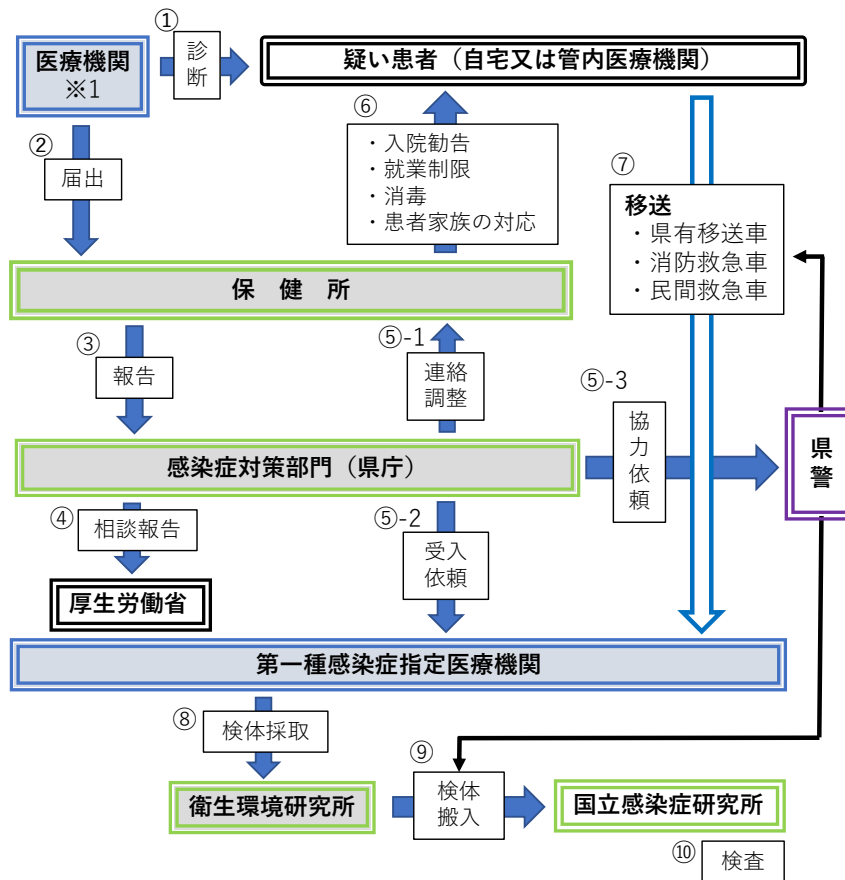 ①
診
断
医療機関
※1
疑い患者（自宅又は管内医療機関）
②
届出
⑥
・入院勧告
・就業制限
・消毒
・患者家族の対応
⑦
移送
・県有移送車
・消防救急車
・民間救急車
保　健　所
③
報告
⑤-1
連絡
調整
⑤-3
協
力
依
頼
県
警
感染症対策部門（県庁）
④
相談報告
⑤-2
受入
依頼
厚生労働省
第一種感染症指定医療機関
⑧
検体採取
⑨
検体
搬入
衛生環境研究所
国立感染症研究所
⑩
検査